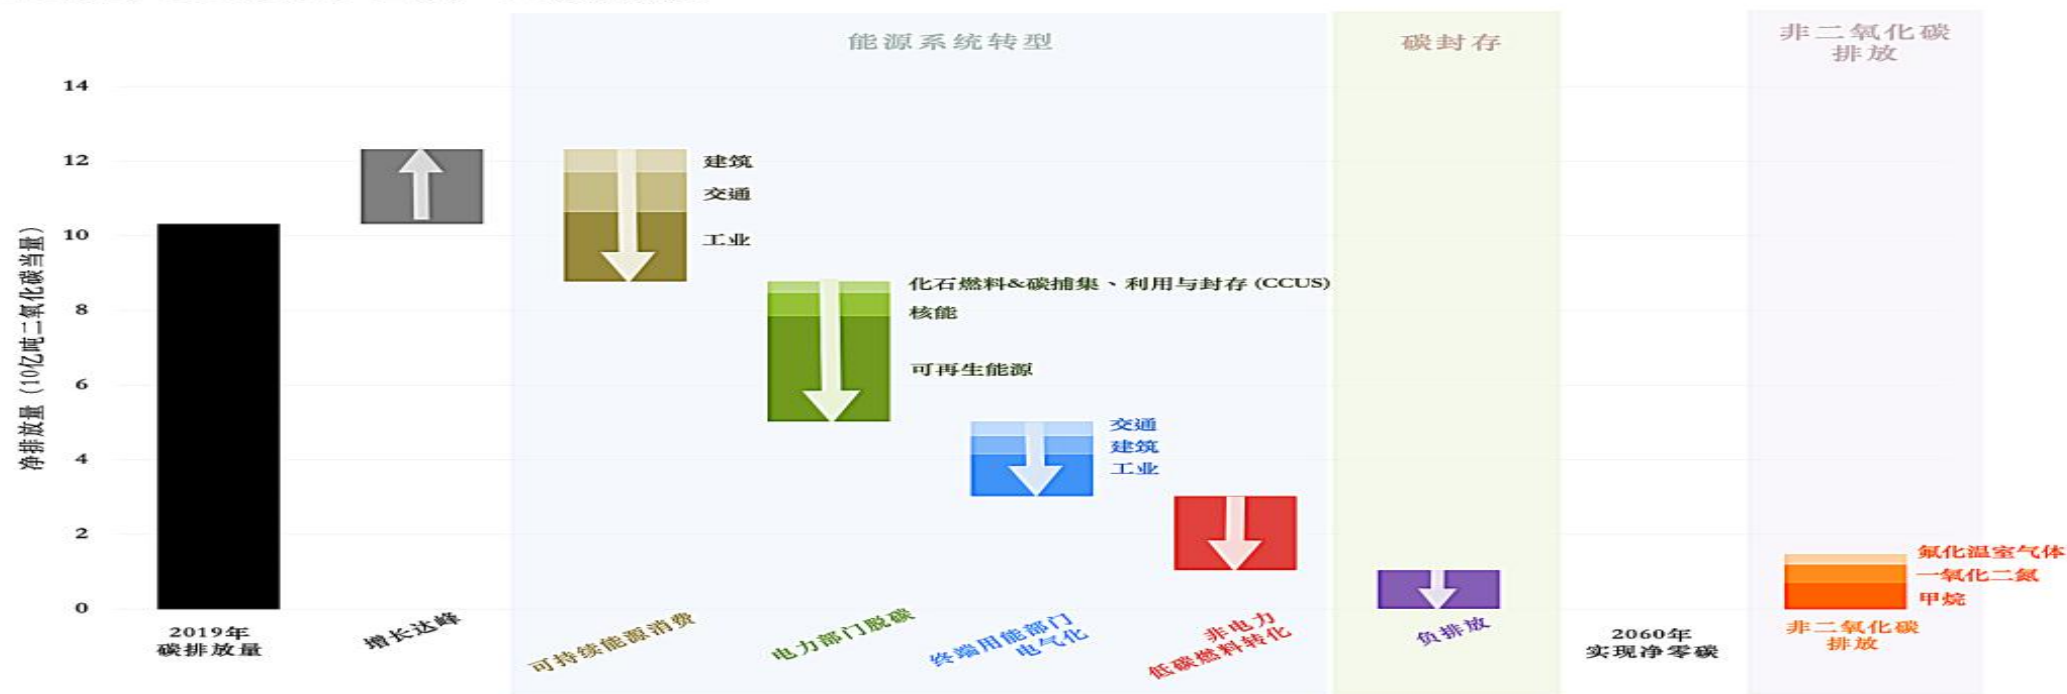 能源系统转型
碳封存
非二氧化碳
排放
净排放量（10亿吨二氧化碳当量）
14
12
10
8
6
4
2
0
建筑
交通
工业
化石燃料&碳捕集、利用与封存 (CCUS)
核能
可再生能源
交通
建筑
工业
氟化温室气体
一氧化二氮
甲烷
2019年
碳排放量
增长达峰
可持续能源消费
电力部门脱碳
终端用能部门
电气化
非电力
低碳燃料转化
负排放
2060年
实现净零碳
非二氧化碳
排放